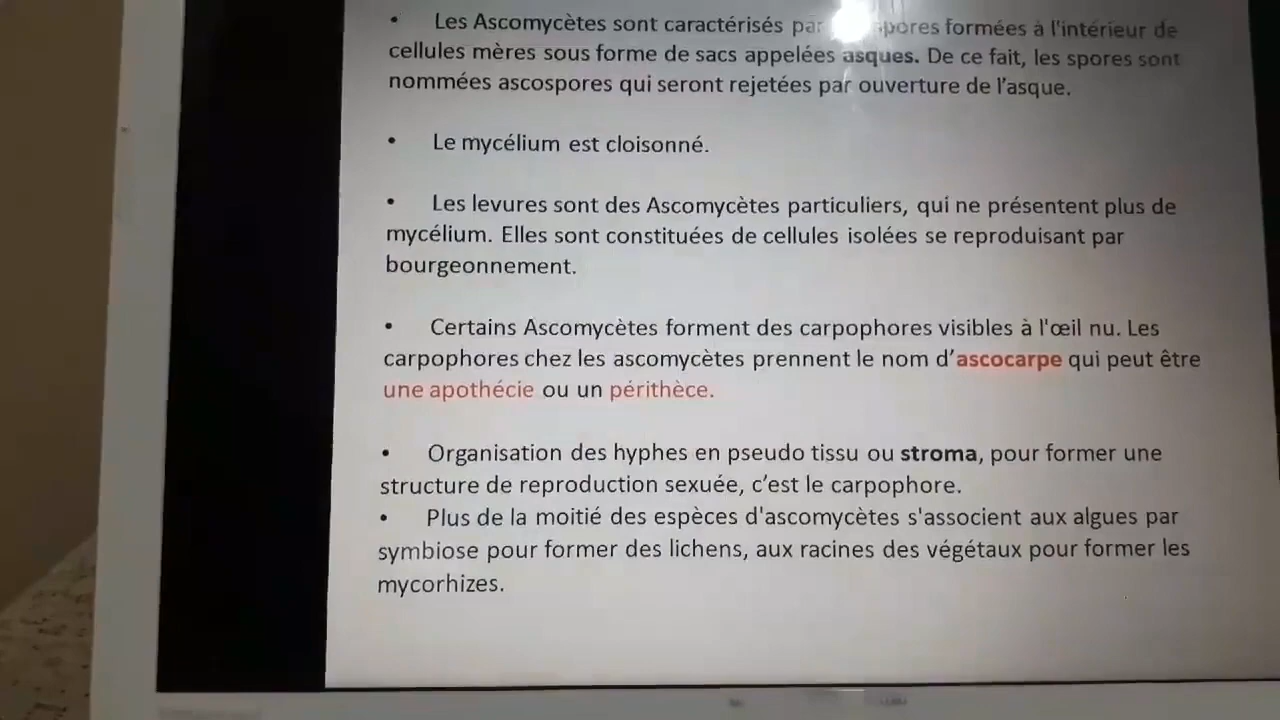 • Les Ascomycètes sont caractérisés par spores formées à l'intérieur de
cellules mères sous forme de sacs appelées asques. De ce fait, les spores sont
nommées ascospores qui seront rejetées par ouverture de l'asque.
• Le mycélium est cloisonné.
• Les levures sont des Ascomycètes particuliers, qui ne présentent plus de
mycélium. Elles sont constituées de cellules isolées se reproduisant par
bourgeonnement.
• Certains Ascomycètes forment des carpophores visibles à l'œil nu. Les
carpophores chez les ascomycètes prennent le nom d'ascocarpe qui peut être
une apothécie ou un périthèce.
• Organisation des hyphes en pseudo tissu ou stroma, pour former une
structure de reproduction sexuée, c'est le carpophore.
• Plus de la moitié des espèces d'ascomycètes s'associent aux algues par
symbiose pour former des lichens, aux racines des végétaux pour former les
mycorhizes.